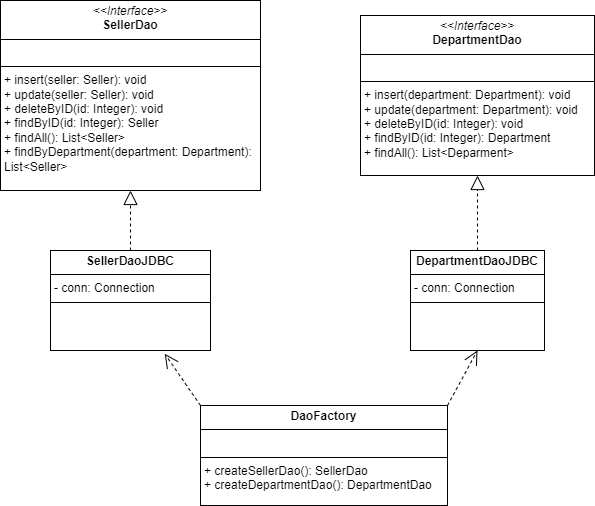 <<Interface>>
SellerDao
+ insert(seller: Seller): void
+ update(seller: Seller): void
+ deleteByID(id: Integer): void
+ findByID(id: Integer): Seller
+ findAll(): List<Seller>
+ findByDepartment(department: Department):
List<Seller>
<<Interface>>
DepartmentDao
+ insert(department: Department): void
+ update(department: Department): void
+ deleteByID(id: Integer): void
+ findByID(id: Integer): Department
+ findAll(): List<Deparment>
SellerDaoJDBC
- conn: Connection
DepartmentDaoJDBC
- conn: Connection
DaoFactory
+ createSellerDao(): SellerDao
+ createDepartmentDao(): DepartmentDao